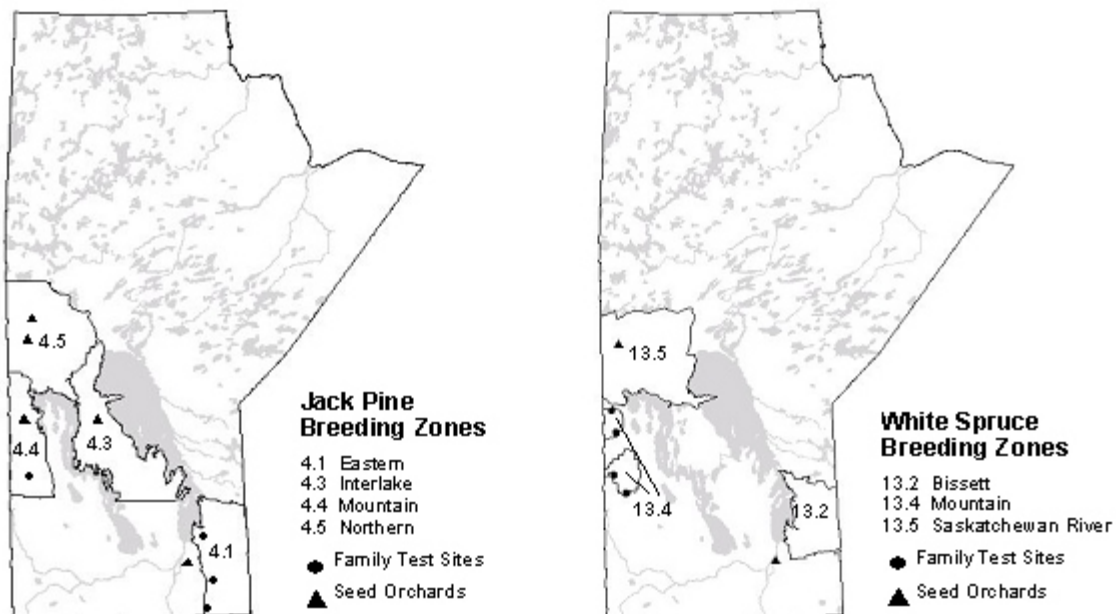 4.5
4.4
4.3
4.1
Jack Pine
Breeding Zones
4.1 Eastern
4.3 Interlake
4.4 Mountain
4.5 Northern
Family Test Sites
Seed Orchards
13.5
13.4
13.2
White Spruce
Breeding Zones
13.2 Bissett
13.4 Mountain
13.5 Saskatchewan River
Family Test Sites
Seed Orchards